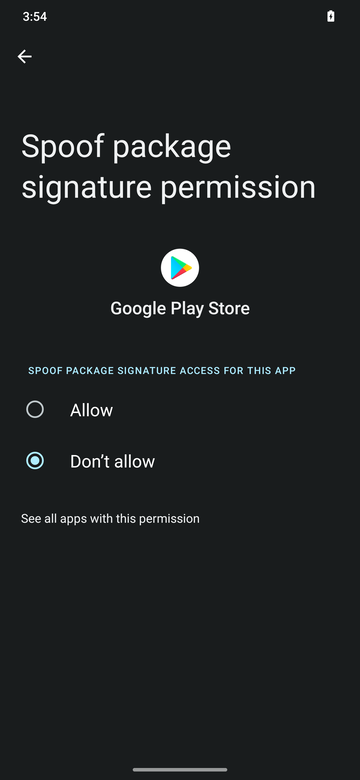 3:54
Spoof package
signature permission
Google Play Store
SPOOF PACKAGE SIGNATURE ACCESS FOR THIS APP
Allow
Don’t allow
See all apps with this permission